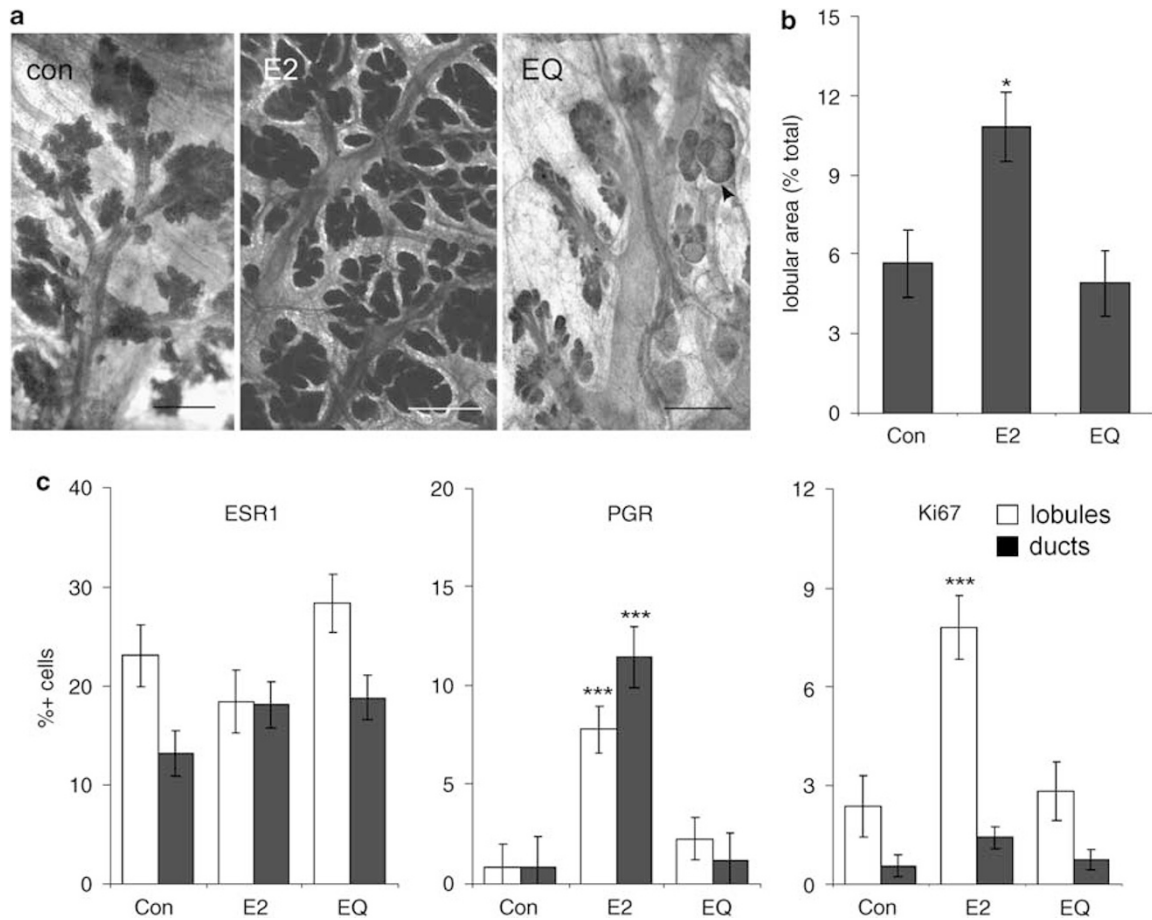 a
con
E2
EQ
b
lobular area (% total)
15
12
9
6
3
0
*
Con E2 EQ
c
%+ cells
ESR1
40
30
20
10
0
Con E2 EQ
PGR
20
15
10
5
0
***
***
Con E2 EQ
Ki67
lobules
ducts
12
9
6
3
0
***
Con E2 EQ